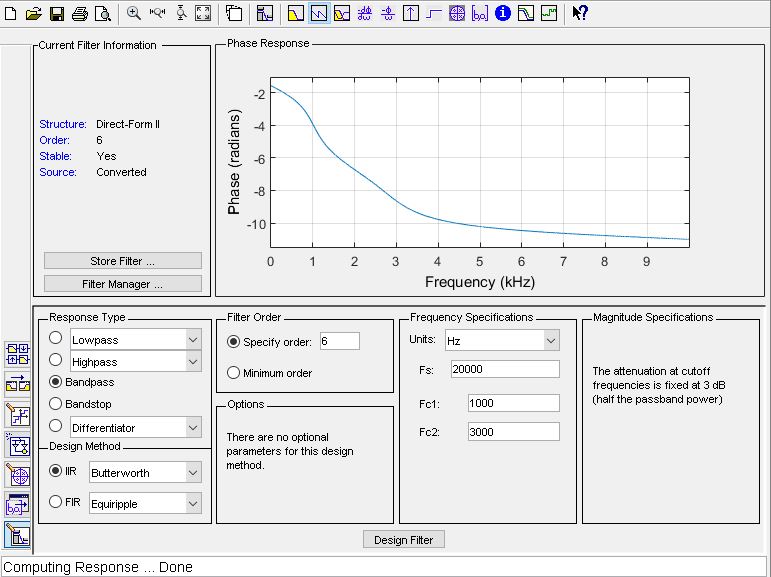 Current Filter Information
Structure: Direct-Form II
Order: 6
Stable: Yes
Source: Converted
Store Filter ...
Filter Manager ...
Phase Response
Phase (radians)
-2
-4
-6
-8
-10
0 1 2 3 4 5 6 7 8 9
Frequency (kHz)
Response Type
Lowpass
Highpass
Bandpass
Bandstop
Differentiator
Design Method
IIR Butterworth
FIR Equiripple
Filter Order
Specify order: 6
Minimum order
Options
There are no optional
parameters for this design
method.
Frequency Specifications
Units: Hz
Fs: 20000
Fc1: 1000
Fc2: 3000
Magnitude Specifications
The attenuation at cutoff
frequencies is fixed at 3 dB
(half the passband power)
Design Filter
Computing Response ... Done